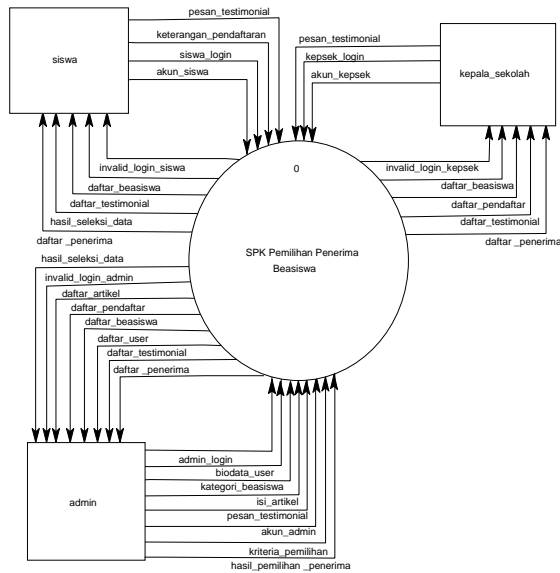 pesan_testimonial
keterangan_pendaftaran
siswa_login
akun_siswa
siswa
pesan_testimonial
kepsek_login
akun_kepsek
kepala_sekolah
0
SPK Pemilihan Penerima
Beasiswa
invalid_login_siswa
daftar_beasiswa
daftar_testimonial
hasil_seleksi_data
daftar _penerima
invalid_login_kepsek
daftar_beasiswa
daftar_pendaftar
daftar_testimonial
daftar _penerima
hasil_seleksi_data
invalid_login_admin
daftar_artikel
daftar_pendaftar
daftar_beasiswa
daftar_user
daftar_testimonial
daftar _penerima
admin
admin_login
biodata_user
kategori_beasiswa
isi_artikel
pesan_testimonial
akun_admin
kriteria_pemilihan
hasil_pemilihan _penerima